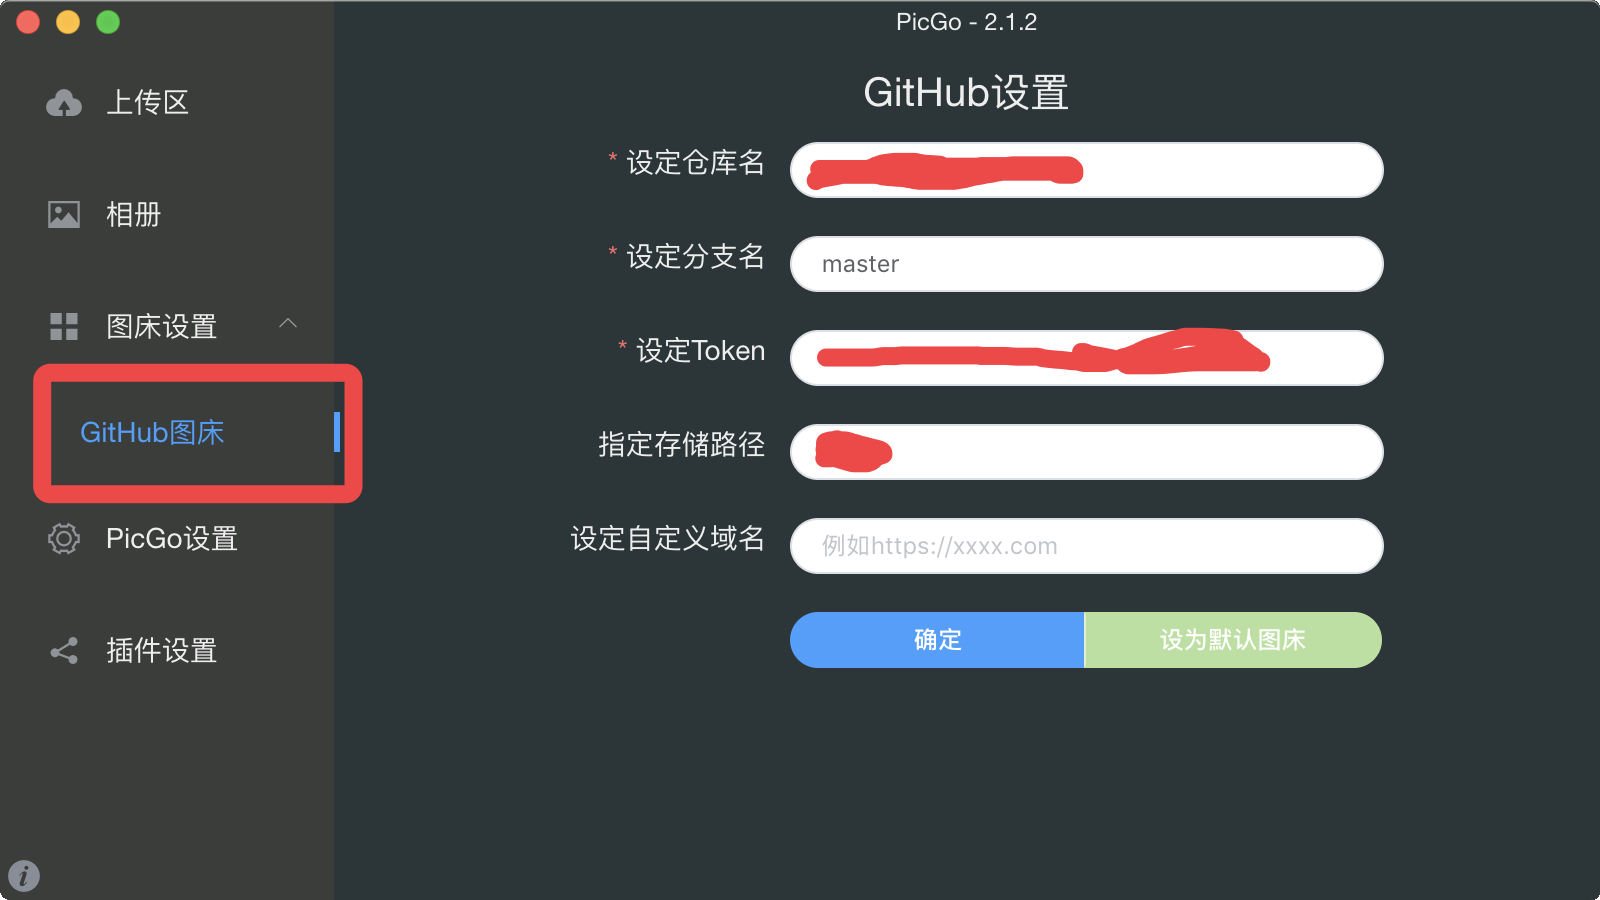 PicGo - 2.1.2
上传区
相册
图床设置
GitHub图床
PicGo设置
插件设置
GitHub设置
* 设定仓库名
* 设定分支名
master
* 设定Token
指定存储路径
设定自定义域名
例如https://xxxx.com
确定
设为默认图床